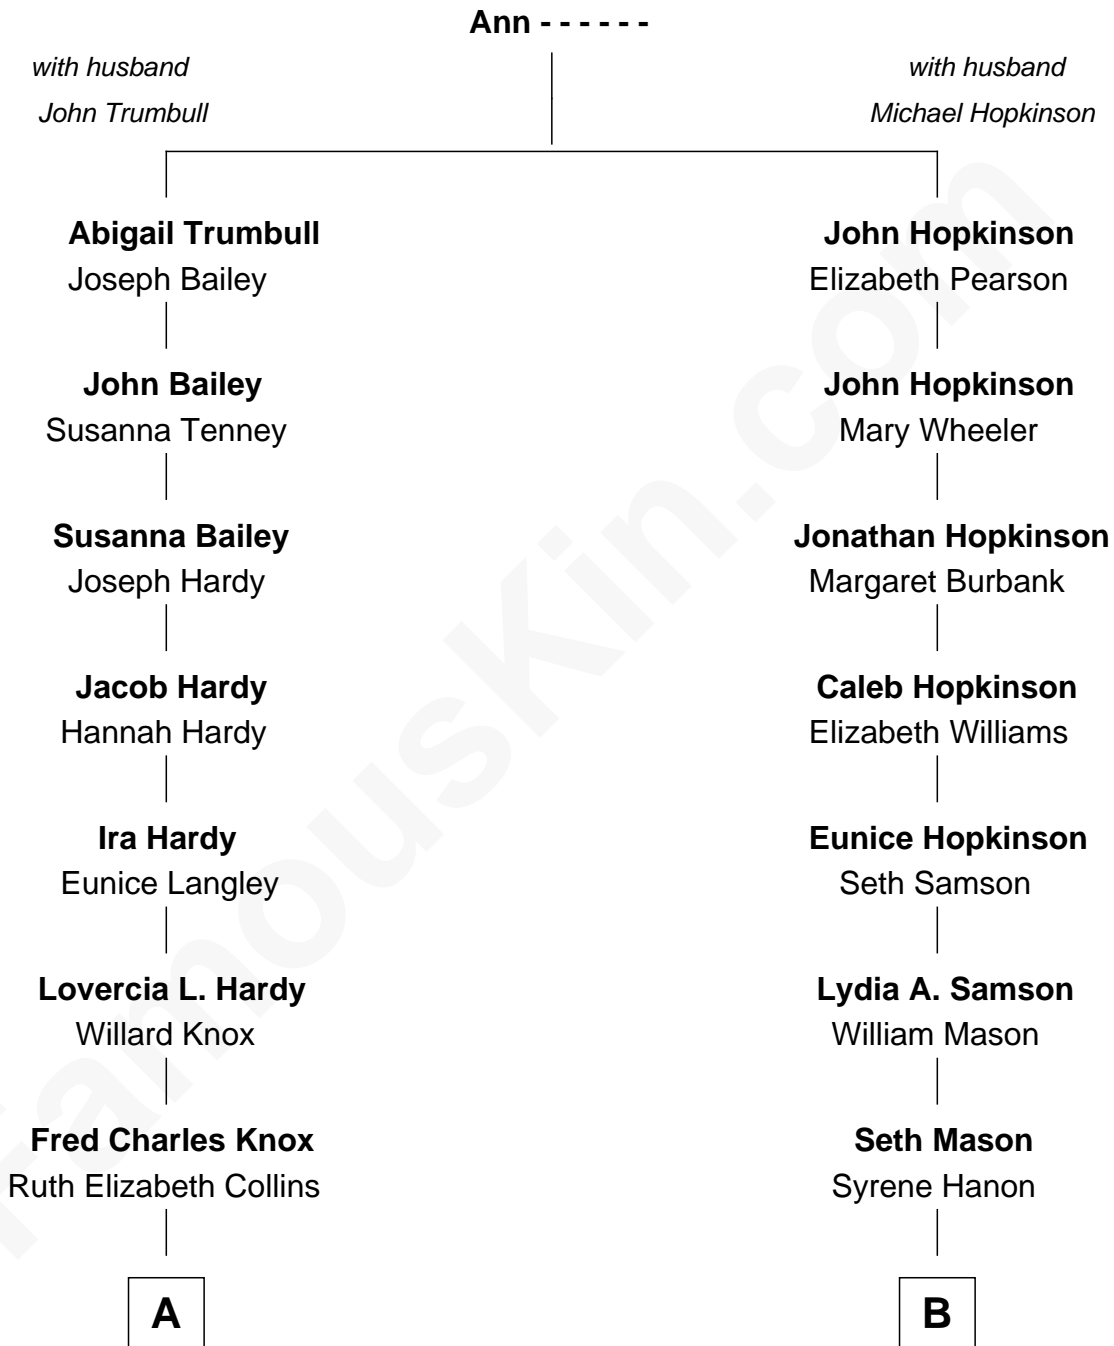 Ann - - - - - -
with husband
John Trumbull
with husband
Michael Hopkinson
Abigail Trumbull
Joseph Bailey
John Hopkinson
Elizabeth Pearson
John Bailey
Susanna Tenney
John Hopkinson
Mary Wheeler
Susanna Bailey
Joseph Hardy
Jonathan Hopkinson
Margaret Burbank
Jacob Hardy
Hannah Hardy
Caleb Hopkinson
Elizabeth Williams
Ira Hardy
Eunice Langley
Eunice Hopkinson
Seth Samson
Lovercia L. Hardy
Willard Knox
Lydia A. Samson
William Mason
Fred Charles Knox
Ruth Elizabeth Collins
Seth Mason
Syrene Hanon
A
B
FamousKin.com